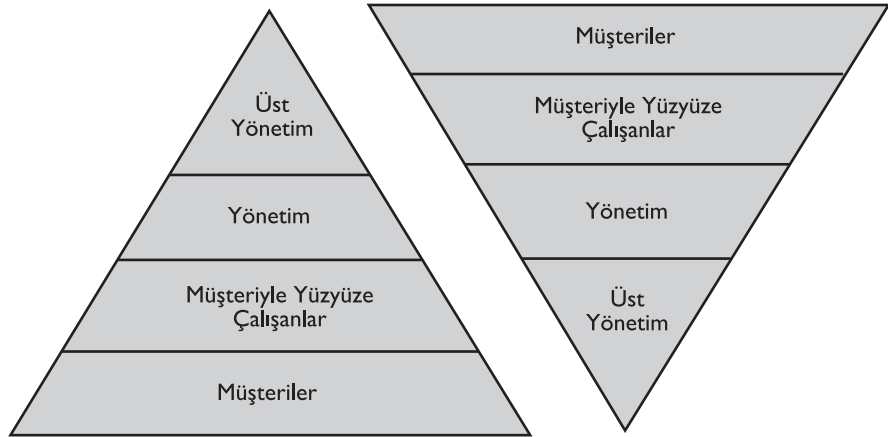 Üst
Yönetim
Yönetim
Müşteriyle Yüzyüze
Çalışanlar
Müşteriler
Müşteriler
Müşteriyle Yüzyüze
Çalışanlar
Yönetim
Üst
Yönetim